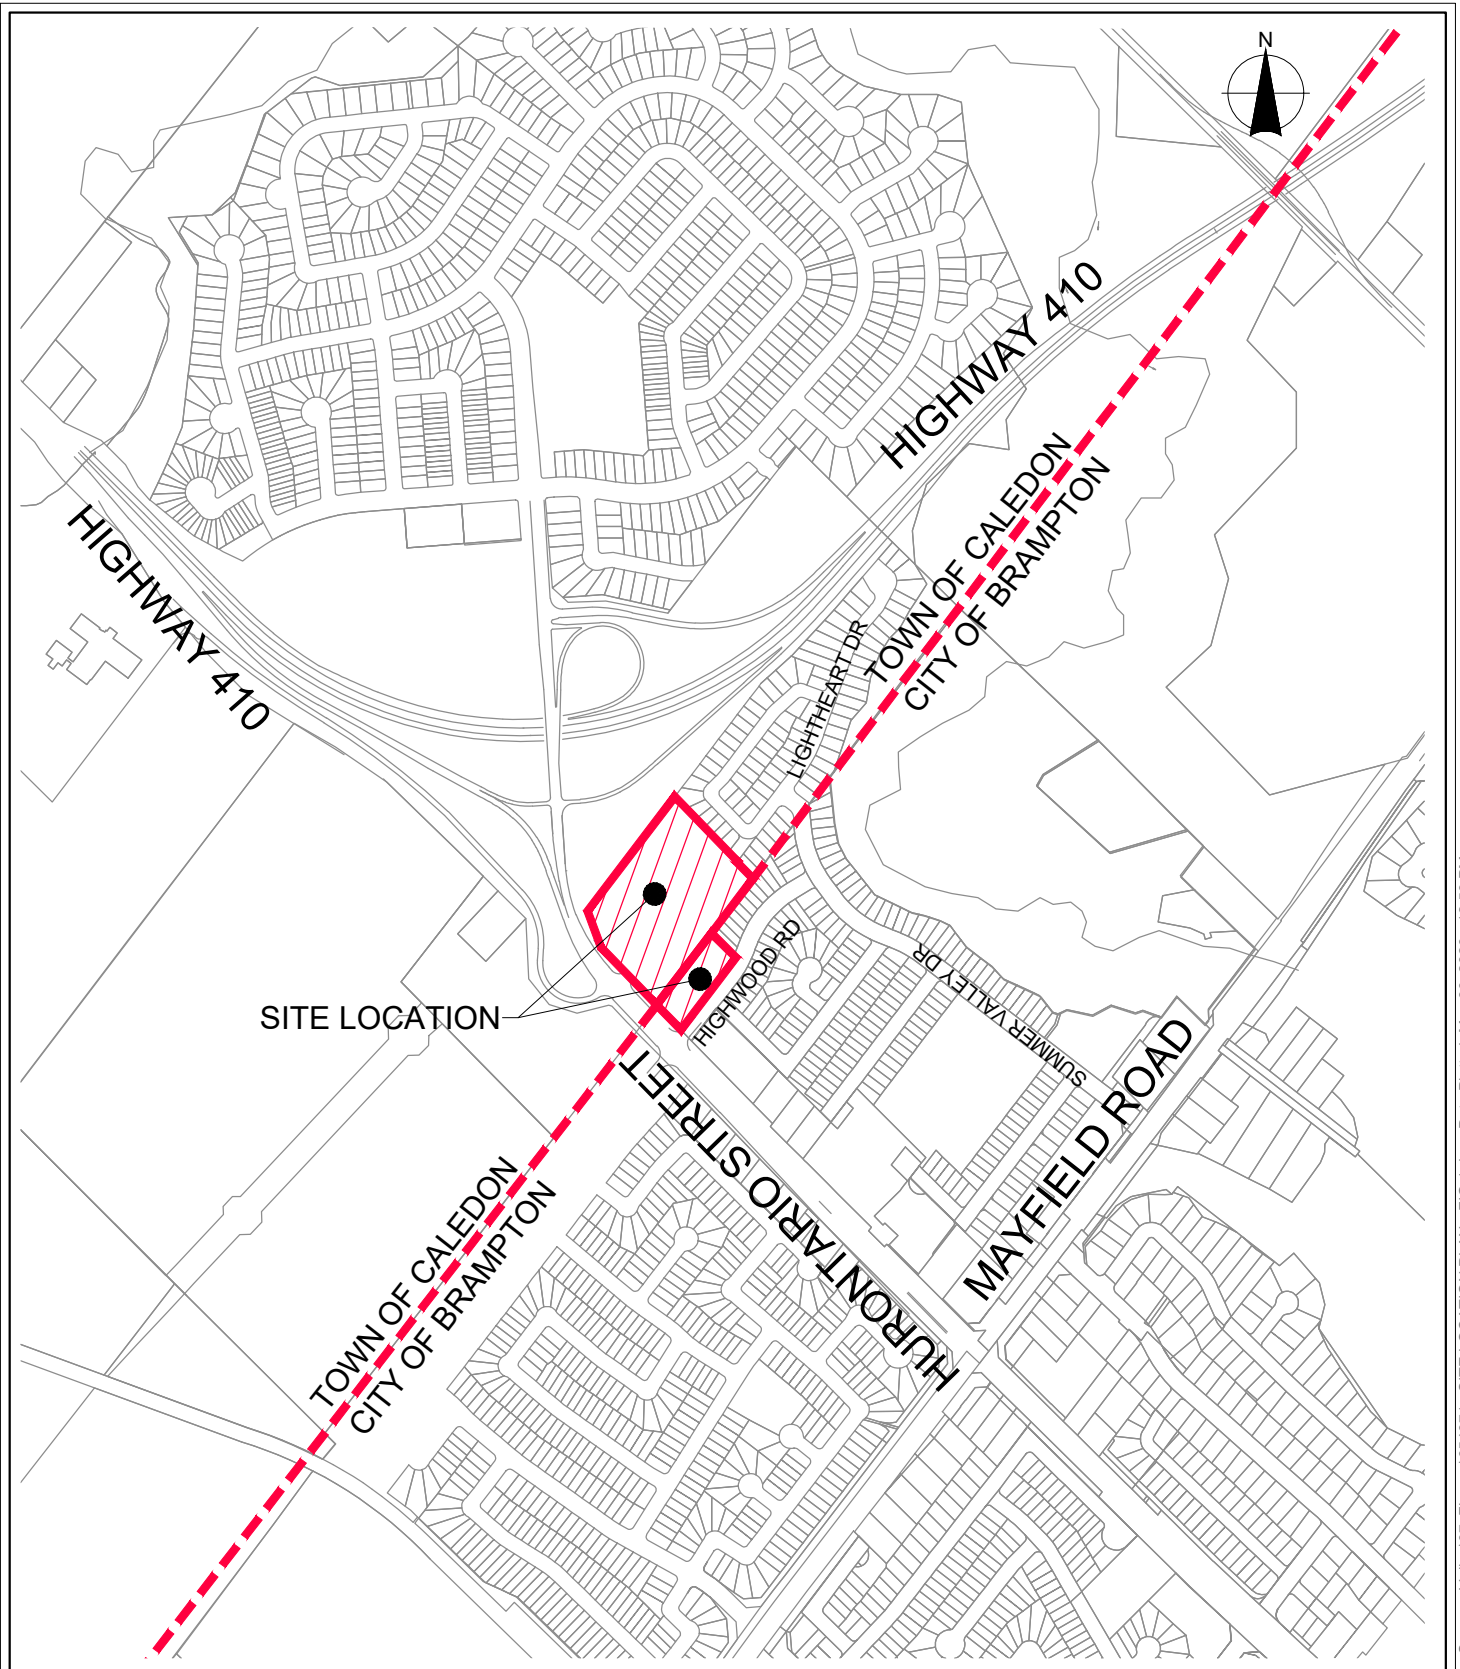 N
HIGHWAY 410
TOWN OF CALEDON
CITY OF BRAMPTON
HIGHWAY 410
LIGHTHEART DR
HIGHWOOD RD
SUMMER VALLEY DR
SITE LOCATION
HURONTARIO STREET
MAYFIELD ROAD
TOWN OF CALEDON
CITY OF BRAMPTON